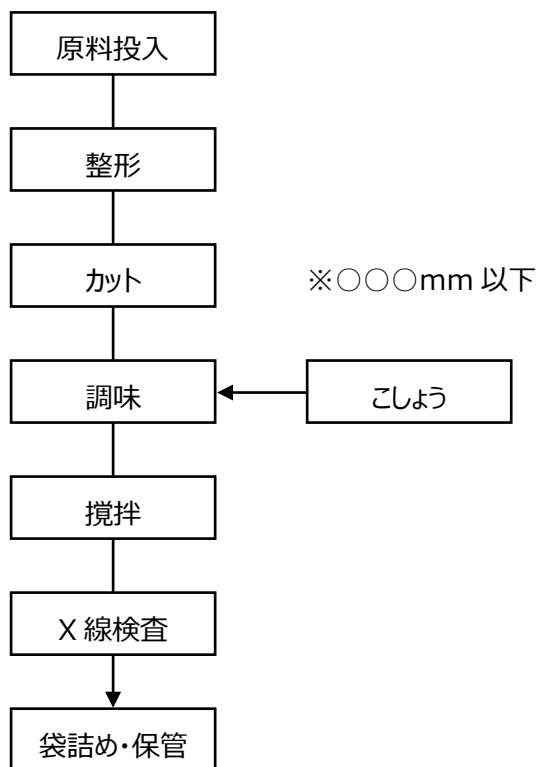 原料投入
整形
カット
※○○○mm 以下
調味
こしょう
撹拌
X 線検査
袋詰め・保管